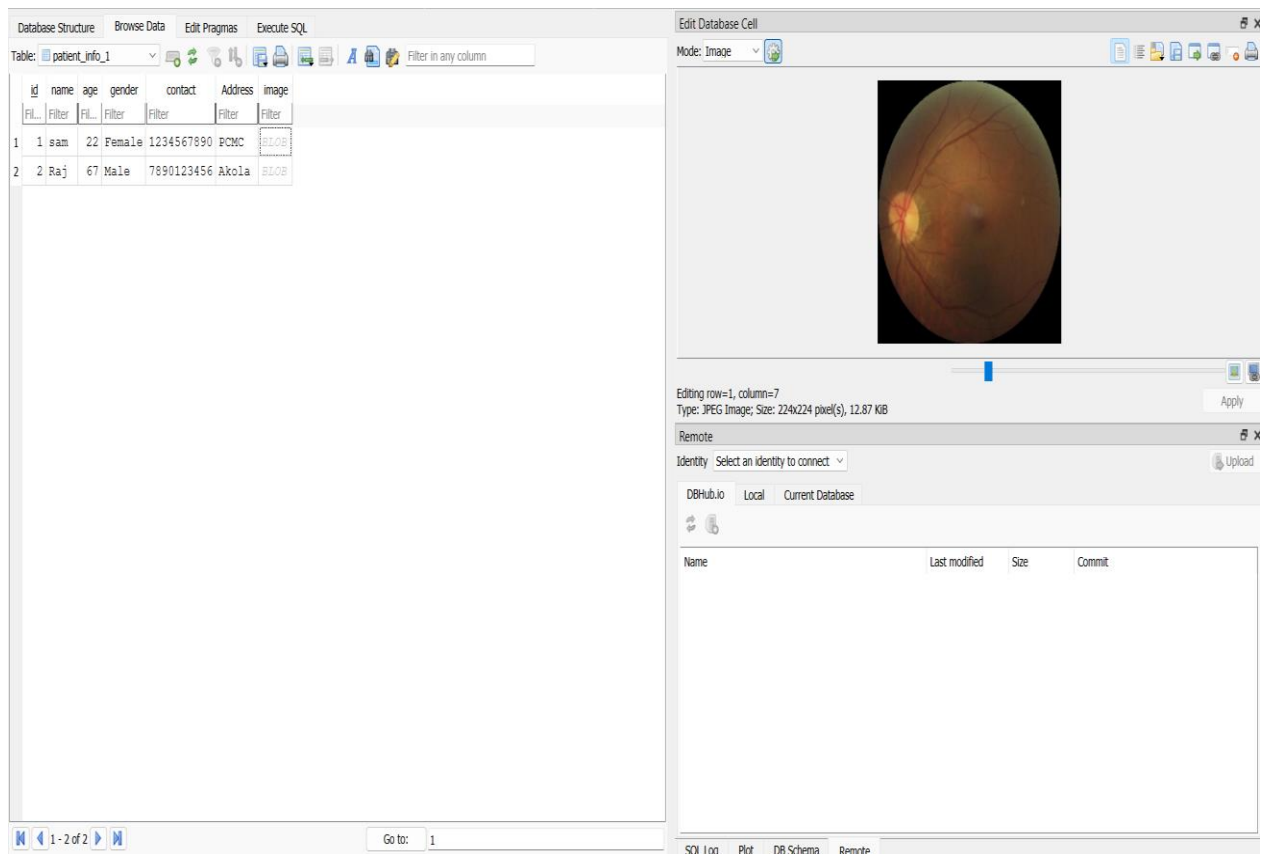 Database Structure Browse Data Edit Pragmas Execute SQL
Table: patient_info_1 Filter in any column
id name age gender contact Address image
Fil... Filter Fil... Filter Filter Filter Filter
1 1 sam 22 Female 1234567890 PCMC BLOB
2 2 Raj 67 Male 7890123456 Akola BLOB
1 - 2 of 2 Go to: 1
Edit Database Cell
Mode: Image
Editing row=1, column=7
Type: JPEG Image; Size: 224x224 pixel(s), 12.87 KiB
Apply
Remote
Identity Select an identity to connect Upload
DBHub.io Local Current Database
Name Last modified Size Commit
SQL Log Plot DB Schema Remote